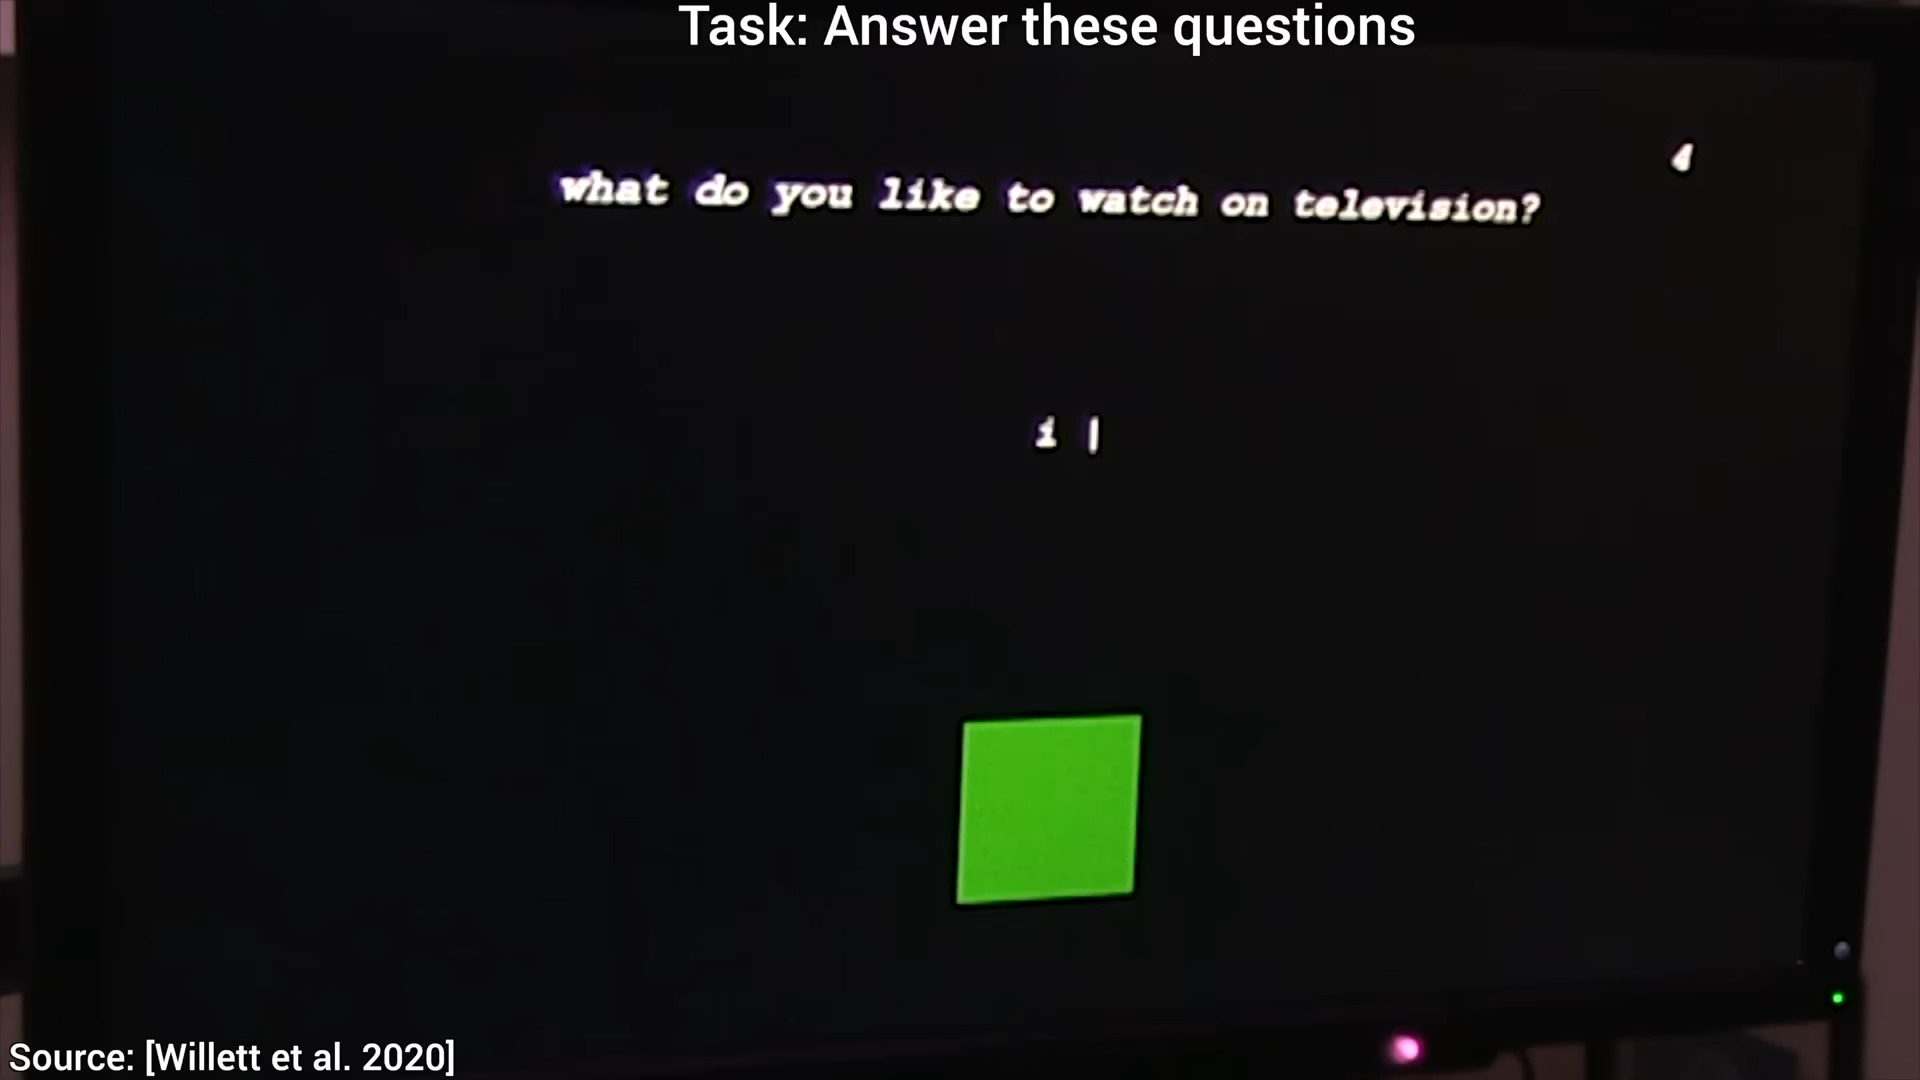 Task: Answer these questions
4
what do you like to watch on television?
i |
Source: [Willett et al. 2020]